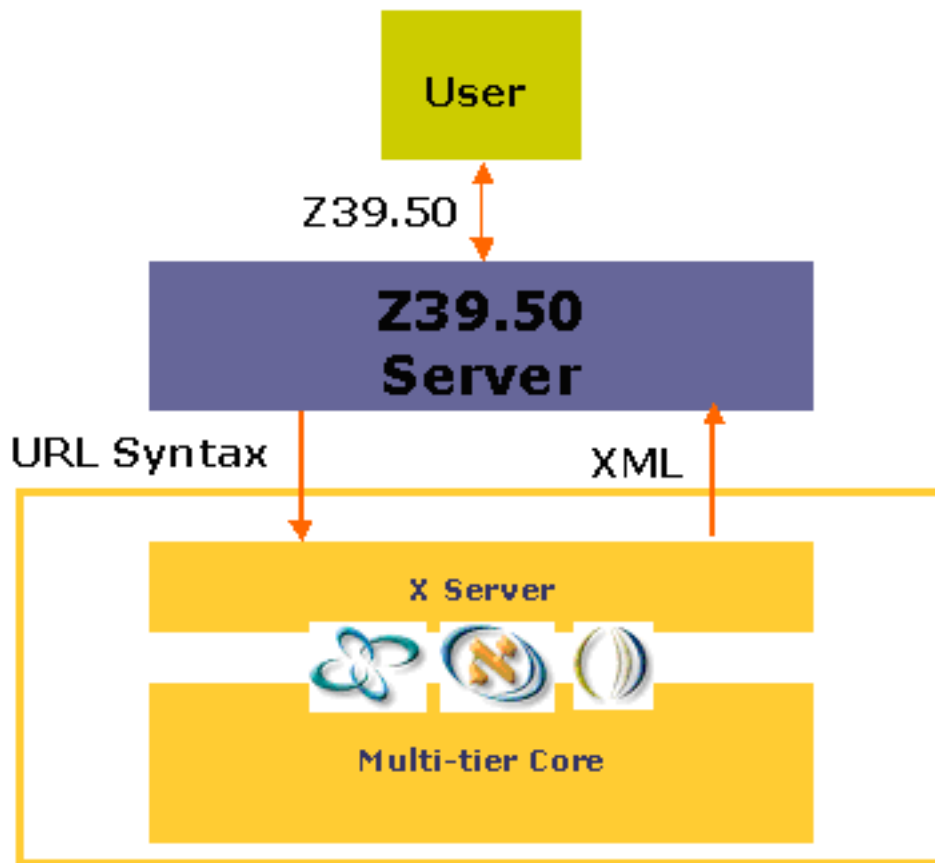 User
Z39.50
Z39.50
Server
URL Syntax
XML
X Server
א
Multi-tier Core